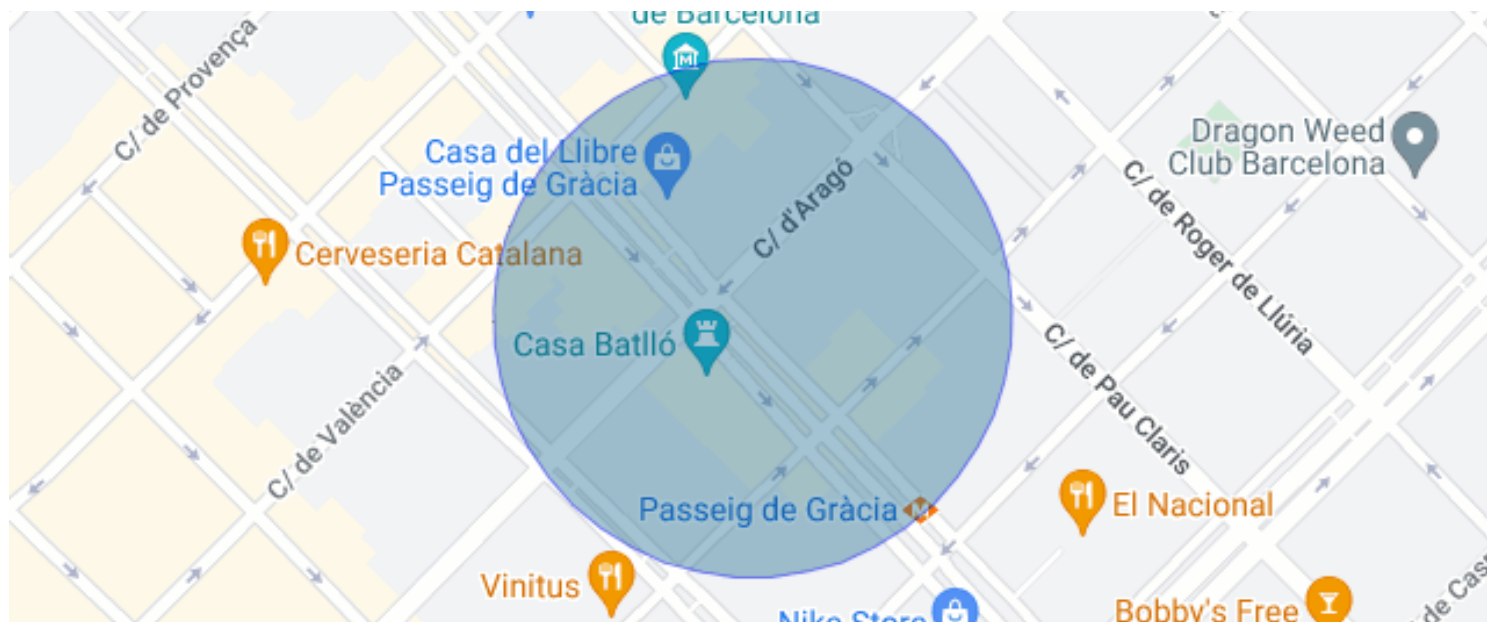 de Barcelona
C/ de Provença
Casa del Llibre
Passeig de Gràcia
Dragon Weed
Club Barcelona
C/ d'Aragó
C/ de Roger de Llúria
Cerveseria Catalana
Casa Batlló
C/ de Pau Claris
C/ de València
Passeig de Gràcia
M
El Nacional
Vinitus
Nike Store
Bobby's Free
de Cas